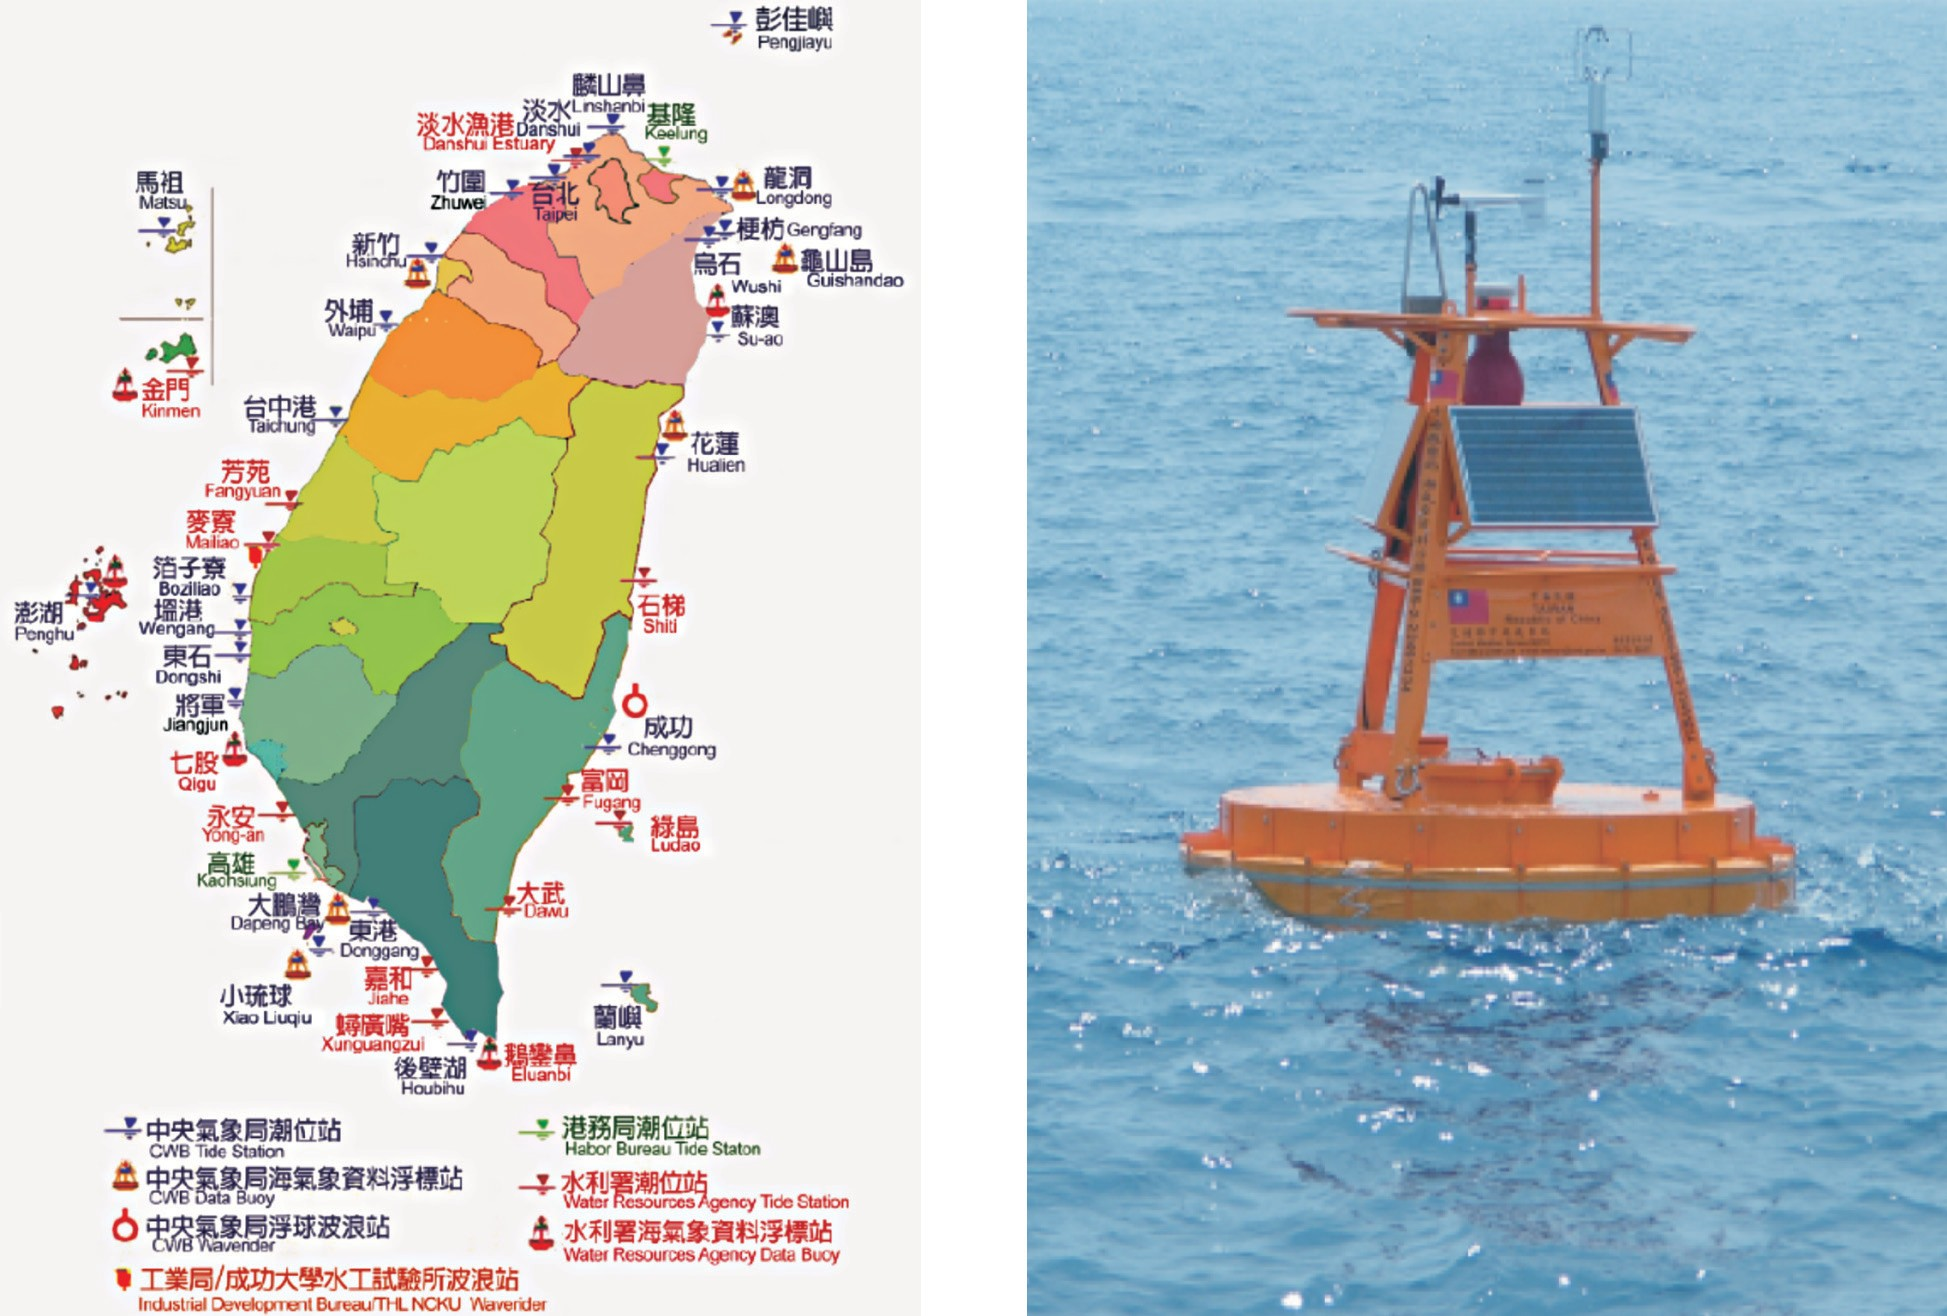 彭佳嶼
Pengjiayu
麟山鼻
Linshanbi
淡水
Danshui
基隆
Keelung
淡水漁港
Danshui Estuary
馬祖
Matsu
竹圍
Zhuwei
台北
Taipei
龍洞
Longdong
梗枋 Gengfang
新竹
Hsinchu
烏石
Wushi
龜山島
Guishandao
外埔
Waipu
蘇澳
Su-ao
金門
Kinmen
台中港
Taichung
花蓮
Hualien
芳苑
Fangyuan
麥寮
Mailiao
箔子寮
Boziliao
澎湖
Penghu
塭港
Wengang
石梯
Shiti
東石
Dongshi
將軍
Jiangjun
成功
Chenggong
七股
Qigu
富岡
Fugang
永安
Yong-an
綠島
Ludao
高雄
Kaohsiung
大鵬灣
Dapeng Bay
大武
Dawu
東港
Donggang
嘉和
Jiahe
小琉球
Xiao Liuqiu
蟳廣嘴
Xunguangzui
蘭嶼
Lanyu
後壁湖
Houbihu
鵝鑾鼻
Eluanbi
中央氣象局潮位站
CWB Tide Station
中央氣象局海氣象資料浮標站
CWB Data Buoy
中央氣象局浮球波浪站
CWB Wavender
工業局/成功大學水工試驗所波浪站
Industrial Development Bureau/THL NCKU Waverider
港務局潮位站
Habor Bureau Tide Staton
水利署潮位站
Water Resources Agency Tide Station
水利署海氣象資料浮標站
Water Resources Agency Data Buoy
TAIWAN
Republic of China